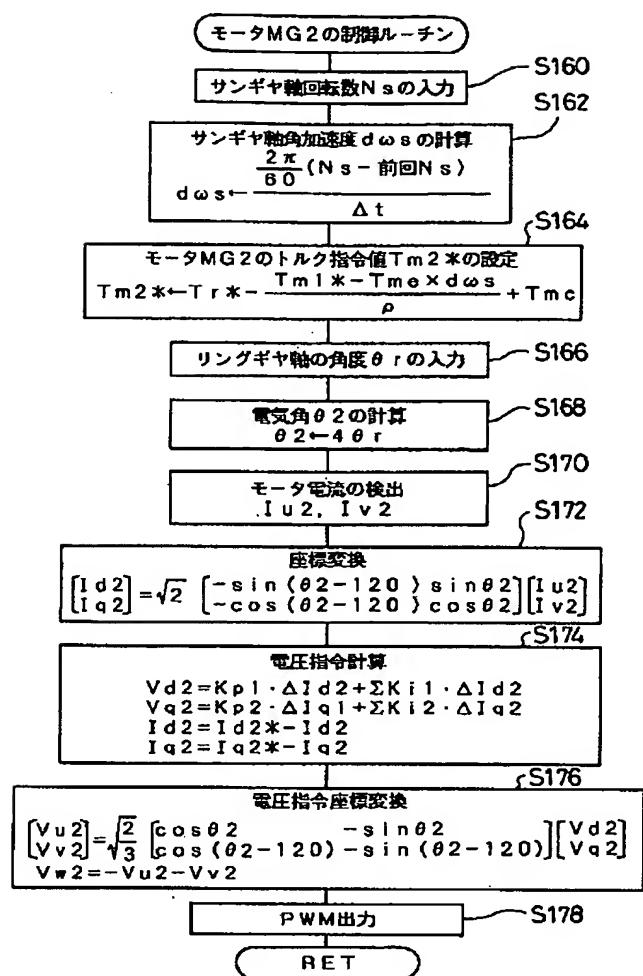 モータMG2の制御ルーチン
S160
サンギヤ軸回転数Nsの入力
S162
サンギヤ軸角加速度dωsの計算
dωs←\frac{\frac{2π}{60}(Ns-前回Ns)}{Δt}
S164
モータMG2のトルク指令値Tm2*の設定
Tm2*←Tr*-\frac{Tm1*-Tme×dωs}{ρ}+Tmc
S166
リングギヤ軸の角度θrの入力
S168
電気角θ2の計算
θ2←4θr
S170
モータ電流の検出
Iu2, Iv2
S172
座標変換
[Id2]=√2 [-sin(θ2-120) sinθ2][Iu2]
[Iq2] [-cos(θ2-120) cosθ2][Iv2]
S174
電圧指令計算
Vd2=Kp1・ΔId2+ΣKi1・ΔId2
Vq2=Kp2・ΔIq1+ΣKi2・ΔIq2
Id2=Id2*-Id2
Iq2=Iq2*-Iq2
S176
電圧指令座標変換
[Vu2]=√\frac{2}{3} [cosθ2 -sinθ2][Vd2]
[Vv2] [cos(θ2-120) -sin(θ2-120)][Vq2]
Vw2=-Vu2-Vv2
S178
PWM出力
RET